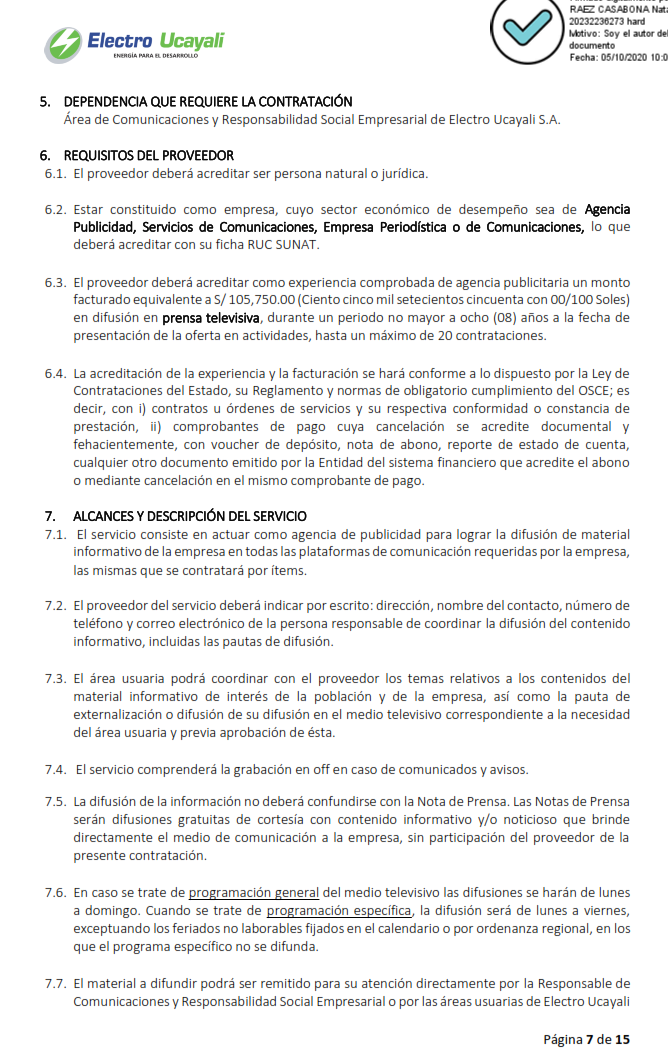 Electro Ucayali
ENERGÍA PARA EL DESARROLLO
RAEZ CASABONA
20232236273 hard
Motivo: Soy el autor del
documento
Fecha: 05/10/2020
5. DEPENDENCIA QUE REQUIERE LA CONTRATACIÓN
Área de Comunicaciones y Responsabilidad Social Empresarial de Electro Ucayali S.A.
6. REQUISITOS DEL PROVEEDOR
6.1. El proveedor deberá acreditar ser persona natural o jurídica.
6.2. Estar constituido como empresa, cuyo sector económico de desempeño sea de Agencia
Publicidad, Servicios de Comunicaciones, Empresa Periodística o de Comunicaciones, lo que
deberá acreditar con su ficha RUC SUNAT.
6.3. El proveedor deberá acreditar como experiencia comprobada de agencia publicitaria un monto
facturado equivalente a S/ 105,750.00 (Ciento cinco mil setecientos cincuenta con 00/100 Soles)
en difusión en prensa televisiva, durante un periodo no mayor a ocho (08) años a la fecha de
presentación de la oferta en actividades, hasta un máximo de 20 contrataciones.
6.4. La acreditación de la experiencia y la facturación se hará conforme a lo dispuesto por la Ley de
Contrataciones del Estado, su Reglamento y normas de obligatorio cumplimiento del OSCE; es
decir, con i) contratos u órdenes de servicios y su respectiva conformidad o constancia de
prestación, ii) comprobantes de pago cuya cancelación se acredite documental y
fehacientemente, con voucher de depósito, nota de abono, reporte de estado de cuenta,
cualquier otro documento emitido por la Entidad del sistema financiero que acredite el abono
o mediante cancelación en el mismo comprobante de pago.
7. ALCANCES Y DESCRIPCIÓN DEL SERVICIO
7.1. El servicio consiste en actuar como agencia de publicidad para lograr la difusión de material
informativo de la empresa en todas las plataformas de comunicación requeridas por la empresa,
las mismas que se contratará por ítems.
7.2. El proveedor del servicio deberá indicar por escrito: dirección, nombre del contacto, número de
teléfono y correo electrónico de la persona responsable de coordinar la difusión del contenido
informativo, incluidas las pautas de difusión.
7.3. El área usuaria podrá coordinar con el proveedor los temas relativos a los contenidos del
material informativo de interés de la población y de la empresa, así como la pauta de
externalización o difusión de su difusión en el medio televisivo correspondiente a la necesidad
del área usuaria y previa aprobación de ésta.
7.4. El servicio comprenderá la grabación en off en caso de comunicados y avisos.
7.5. La difusión de la información no deberá confundirse con la Nota de Prensa. Las Notas de Prensa
serán difusiones gratuitas de cortesía con contenido informativo y/o noticioso que brinde
directamente el medio de comunicación a la empresa, sin participación del proveedor de la
presente contratación.
7.6. En caso se trate de programación general del medio televisivo las difusiones se harán de lunes
a domingo. Cuando se trate de programación específica, la difusión será de lunes a viernes,
exceptuando los feriados no laborables fijados en el calendario o por ordenanza regional, en los
que el programa específico no se difunda.
7.7. El material a difundir podrá ser remitido para su atención directamente por la Responsable de
Comunicaciones y Responsabilidad Social Empresarial o por las áreas usuarias de Electro Ucayali
Página 7 de 15